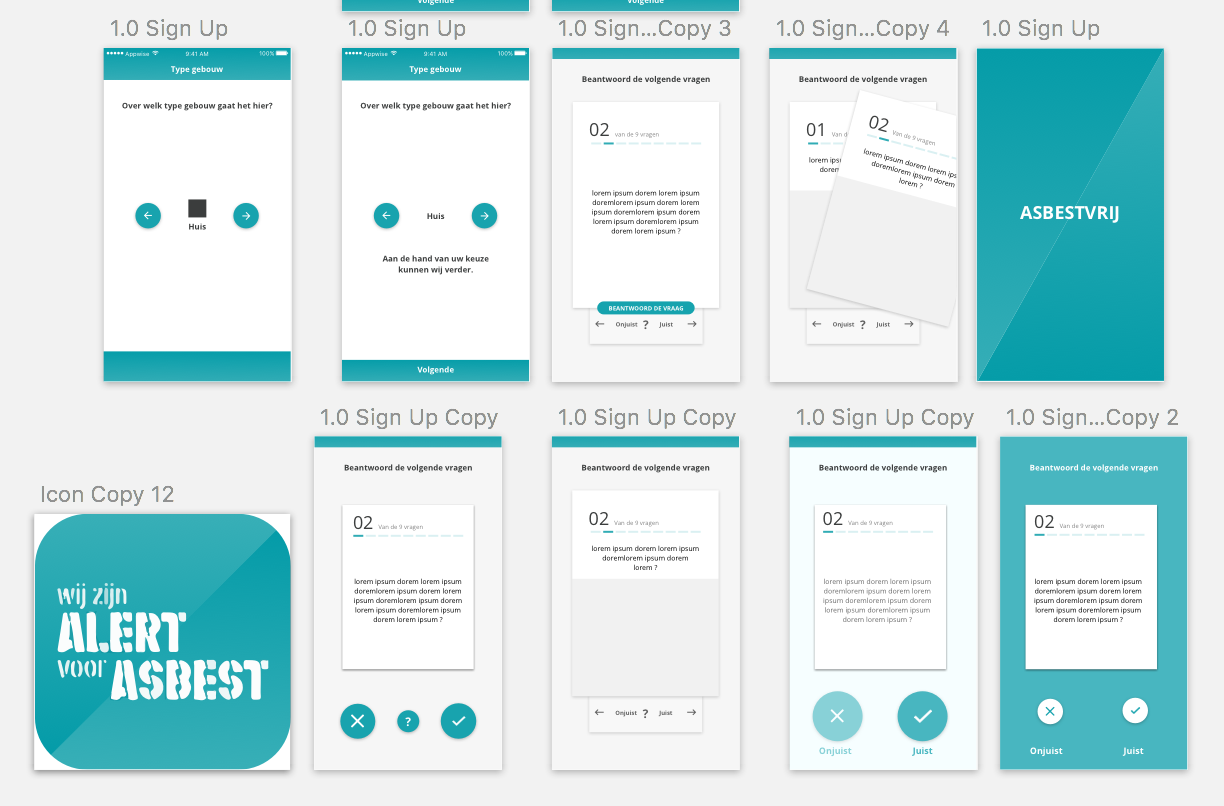 Volgende
Volgende
1.0 Sign Up
1.0 Sign Up
1.0 Sign...Copy 3
1.0 Sign...Copy 4
1.0 Sign Up
Appwise 9:41 AM 100%
Type gebouw
Over welk type gebouw gaat het hier?
Huis
Appwise 9:41 AM 100%
Type gebouw
Over welk type gebouw gaat het hier?
Huis
Aan de hand van uw keuze
kunnen wij verder.
Volgende
Beantwoord de volgende vragen
02 van de 9 vragen
lorem ipsum dorem lorem ipsum
doremlorem ipsum dorem lorem
ipsum doremlorem ipsum dorem
lorem ipsum doremlorem ipsum
dorem lorem ipsum ?
BEANTWOORD DE VRAAG
Onjuist ? Juist
Beantwoord de volgende vragen
01 van d
lorem ips
dorem
02 Van de 9 vragen
lorem ipsum dorem lorem ips
doremlorem ipsum dorem
lorem ?
Onjuist ? Juist
ASBESTVRIJ
1.0 Sign Up Copy
1.0 Sign Up Copy
1.0 Sign Up Copy
1.0 Sign...Copy 2
Icon Copy 12
wij zijn
ALERT
voor ASBEST
Beantwoord de volgende vragen
02 Van de 9 vragen
lorem ipsum dorem lorem ipsum
doremlorem ipsum dorem lorem
ipsum doremlorem ipsum dorem
lorem ipsum doremlorem ipsum
dorem lorem ipsum ?
?
Beantwoord de volgende vragen
02 Van de 9 vragen
lorem ipsum dorem lorem ipsum
doremlorem ipsum dorem
lorem ?
Onjuist ? Juist
Beantwoord de volgende vragen
02 Van de 9 vragen
lorem ipsum dorem lorem ipsum
doremlorem ipsum dorem lorem
ipsum doremlorem ipsum dorem
lorem ipsum doremlorem ipsum
dorem lorem ipsum ?
Onjuist Juist
Beantwoord de volgende vragen
02 Van de 9 vragen
lorem ipsum dorem lorem ipsum
doremlorem ipsum dorem lorem
ipsum doremlorem ipsum dorem
lorem ipsum doremlorem ipsum
dorem lorem ipsum ?
Onjuist Juist